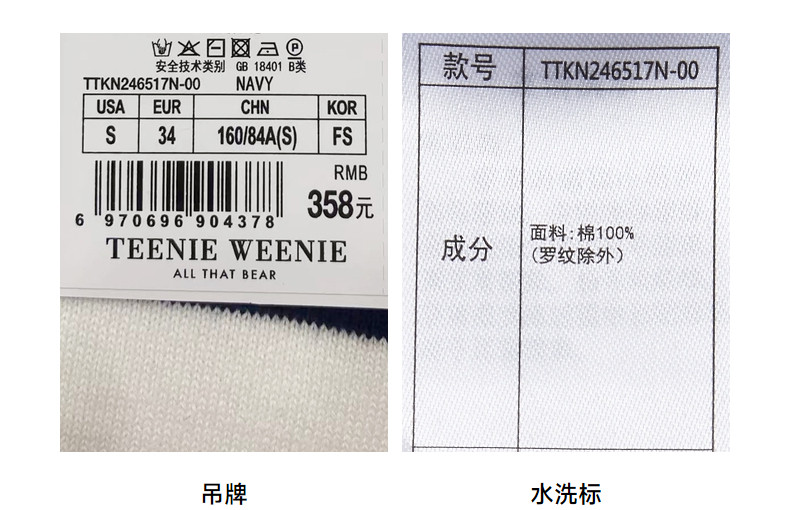 安全技术类别 GB 18401 B类
TTKN246517N-00 NAVY
USA EUR CHN KOR
S 34 160/84A(S) FS
RMB
358元
6 970696 904378
TEENIE WEENIE
ALL THAT BEAR
款号 TTKN246517N-00
成分 面料:棉100%
(罗纹除外)
吊牌 水洗标